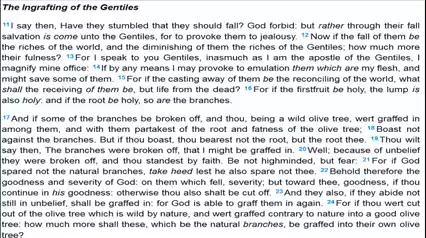 The Ingrafting of the Gentiles
11I say then, Have they stumbled that they should fall? God forbid: but rather through their fall
salvation is come unto the Gentiles, for to provoke them to jealousy. 12Now if the fall of them be
the riches of the world, and the diminishing of them the riches of the Gentiles; how much more
their fulness? 13For I speak to you Gentiles, inasmuch as I am the apostle of the Gentiles, I
magnify mine office: 14If by any means I may provoke to emulation them which are my flesh, and
might save some of them. 15For if the casting away of them be the reconciling of the world, what
shall the receiving of them be, but life from the dead? 16For if the firstfruit be holy, the lump is
also holy: and if the root be holy, so are the branches.
17And if some of the branches be broken off, and thou, being a wild olive tree, wert graffed in
among them, and with them partakest of the root and fatness of the olive tree; 18Boast not
against the branches. But if thou boast, thou bearest not the root, but the root thee. 19Thou wilt
say then, The branches were broken off, that I might be graffed in. 20Well; because of unbelief
they were broken off, and thou standest by faith. Be not highminded, but fear: 21For if God
spared not the natural branches, take heed lest he also spare not thee. 22Behold therefore the
goodness and severity of God: on them which fell, severity; but toward thee, goodness, if thou
continue in his goodness: otherwise thou also shalt be cut off. 23And they also, if they abide not
still in unbelief, shall be graffed in: for God is able to graff them in again. 24For if thou wert cut
out of the olive tree which is wild by nature, and wert graffed contrary to nature into a good olive
tree: how much more shall these, which be the natural branches, be graffed into their own olive
tree?